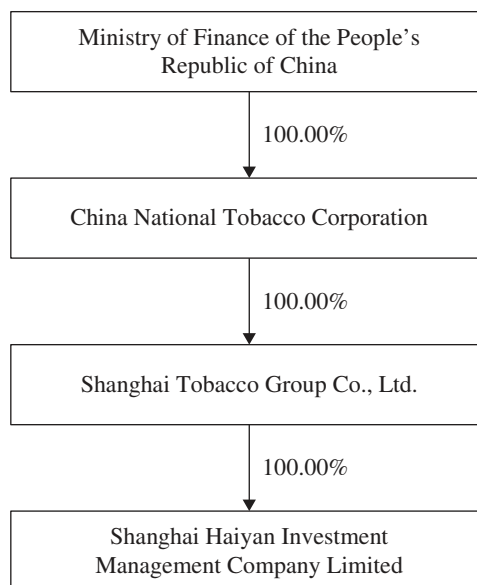 Ministry of Finance of the People’s
Republic of China
100.00%
China National Tobacco Corporation
100.00%
Shanghai Tobacco Group Co., Ltd.
100.00%
Shanghai Haiyan Investment
Management Company Limited